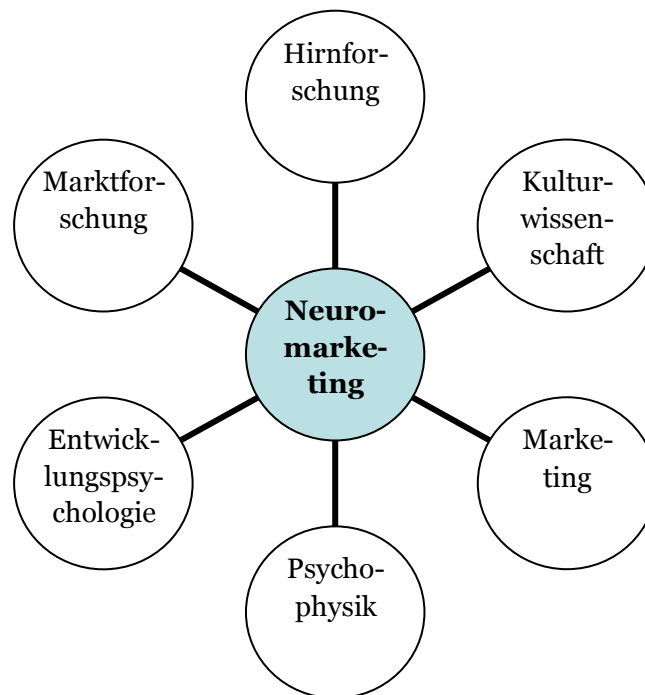 Hirnfor-
schung
Marktfor-
schung
Kultur-
wissen-
schaft
Neuro-
marke-
ting
Entwick-
lungspsy-
chologie
Marke-
ting
Psycho-
physik